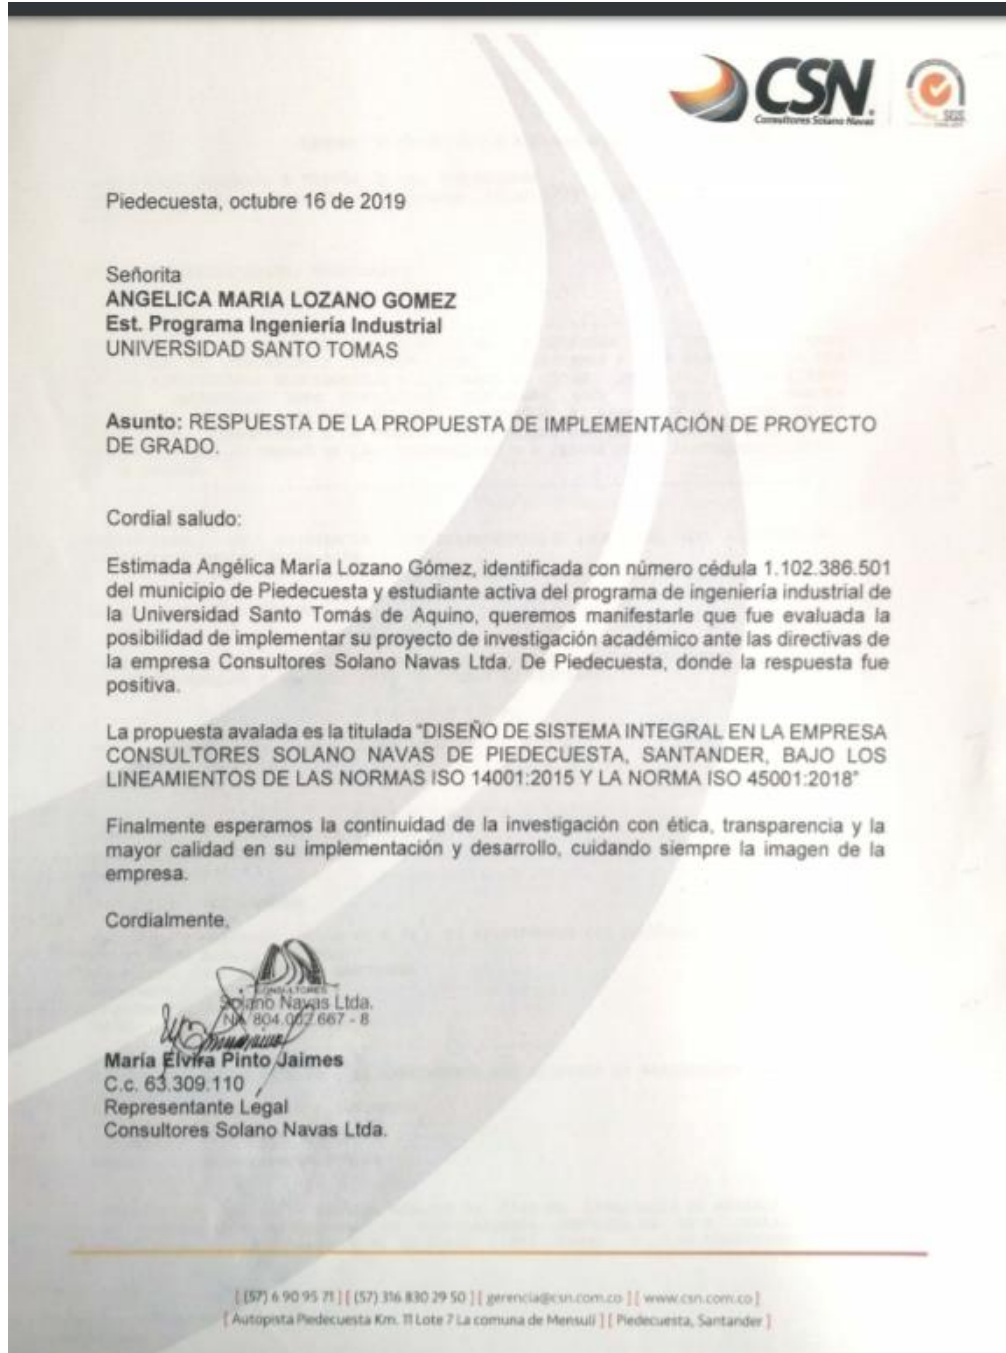 CSN
Consultores Solano Navas
SGS
Piedecuesta, octubre 16 de 2019
Señorita
ANGELICA MARIA LOZANO GOMEZ
Est. Programa Ingeniería Industrial
UNIVERSIDAD SANTO TOMAS
Asunto: RESPUESTA DE LA PROPUESTA DE IMPLEMENTACIÓN DE PROYECTO
DE GRADO.
Cordial saludo:
Estimada Angélica María Lozano Gómez, identificada con número cédula 1.102.386.501
del municipio de Piedecuesta y estudiante activa del programa de ingeniería industrial de
la Universidad Santo Tomás de Aquino, queremos manifestarle que fue evaluada la
posibilidad de implementar su proyecto de investigación académico ante las directivas de
la empresa Consultores Solano Navas Ltda. De Piedecuesta, donde la respuesta fue
positiva.
La propuesta avalada es la titulada "DISEÑO DE SISTEMA INTEGRAL EN LA EMPRESA
CONSULTORES SOLANO NAVAS DE PIEDECUESTA, SANTANDER, BAJO LOS
LINEAMIENTOS DE LAS NORMAS ISO 14001:2015 Y LA NORMA ISO 45001:2018"
Finalmente esperamos la continuidad de la investigación con ética, transparencia y la
mayor calidad en su implementación y desarrollo, cuidando siempre la imagen de la
empresa.
Cordialmente,
CONSULTORES
Solano Navas Ltda.
804.002.667 - 8
María Elvira Pinto Jaimes
C.c. 63.309.110
Representante Legal
Consultores Solano Navas Ltda.
[ (57) 6 90 95 71 ] [ (57) 316 830 29 50 ] [ gerencia@csn.com.co ] [ www.csn.com.co ]
[ Autopista Piedecuesta Km. 11 Lote 7 La comuna de Mensulí ] [ Piedecuesta, Santander ]